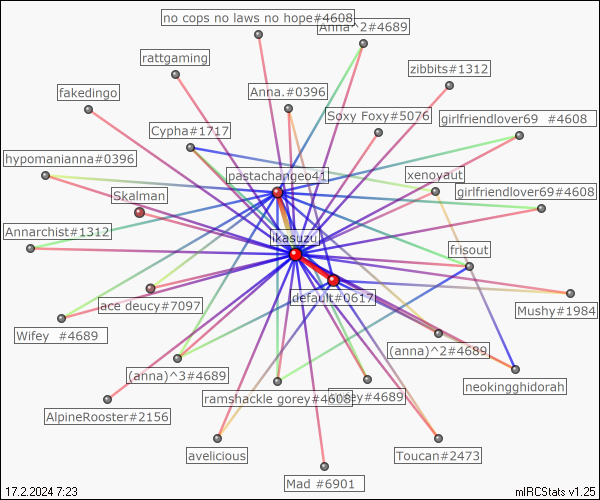 no cops no laws no hope#4608
Anna^2#4689
rattgaming
zibbits#1312
fakedingo
Anna.#0396
Soxy Foxy#5076
girlfriendlover69 #4608
Cypha#1717
hypomanianna#0396
pastachangeo41
xenoyaut
Skalman
girlfriendlover69#4608
Annarchist#1312
ikasuzu
frisout
default#0617
ace deucy#7097
Mushy#1984
Wifey #4689
(anna)^2#4689
(anna)^3#4689
neokingghidorah
ramshackle gorey#4608
#4689
AlpineRooster#2156
avelicious
Toucan#2473
Mad #6901
17.2.2024 7:23
mIRCStats v1.25